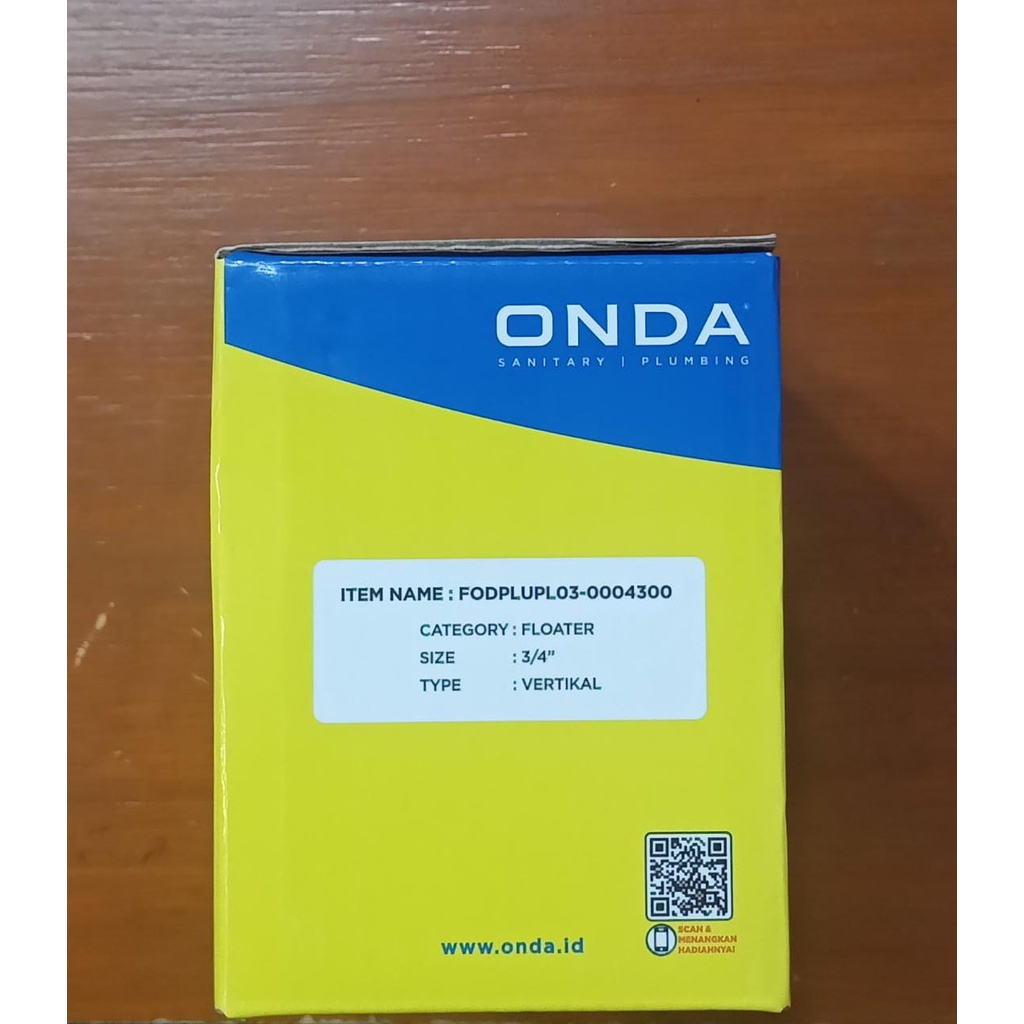 ONDA®
SANITARY | PLUMBING
ITEM NAME : FODPLUPL03-0004300
CATEGORY : FLOATER
SIZE : 3/4”
TYPE : VERTIKAL
SCAN &
MENANGKAN
HADIAHNYA!
www.onda.id